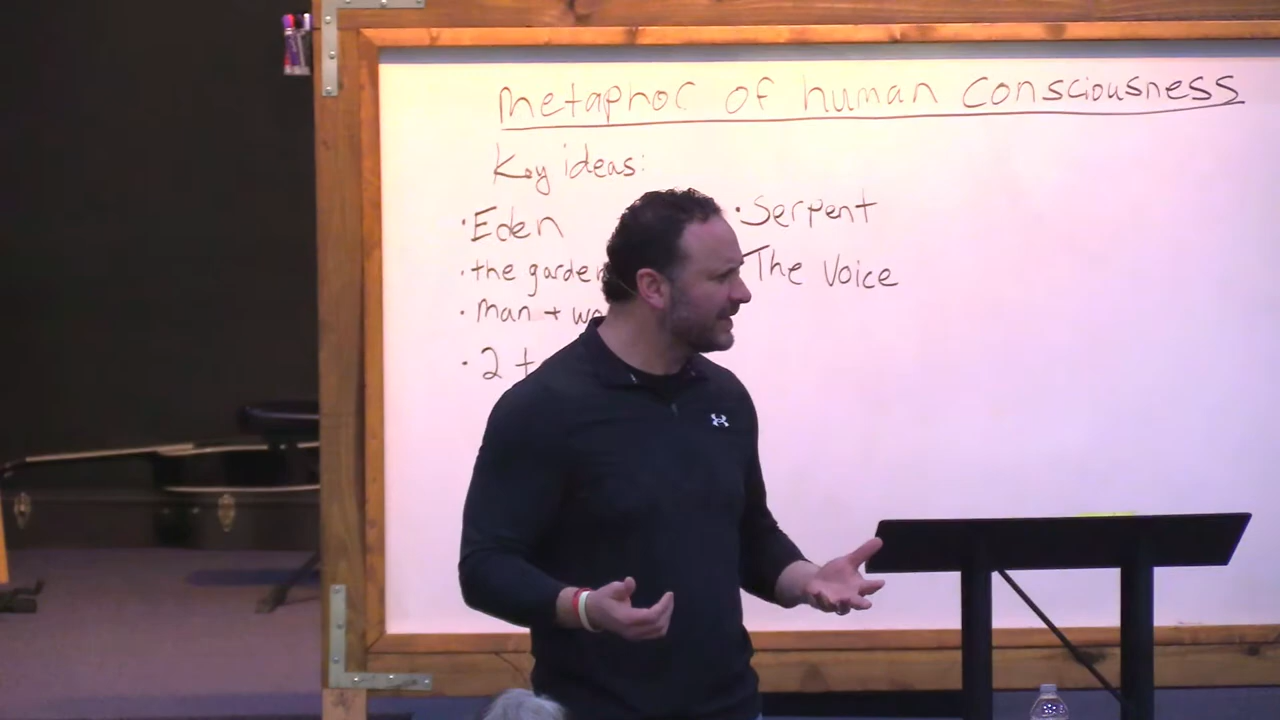 metaphor of human consciousness
Key ideas:
• Eden
• the garden
• man + wo
• 2 t
• Serpent
The Voice